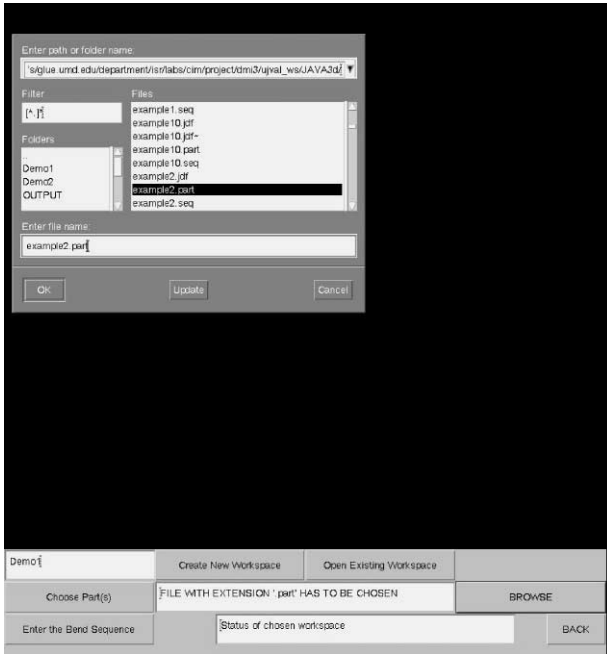 Enter path or folder name:
's/glue.umd.edu/department/isr/labs/cim/project/dmi3/ujval_ws/JAVA3d/
Filter
Files
[^.]*
example1.seq
example10.jdf
example10.jdf~
example10.part
example10.seq
example2.jdf
example2.part
example2.seq
Folders
..
Demo1
Demo2
OUTPUT
Enter file name:
example2.part
OK
Update
Cancel
Demo1
Create New Workspace
Open Existing Workspace
Choose Part(s)
FILE WITH EXTENSION '.part' HAS TO BE CHOSEN
BROWSE
Enter the Bend Sequence
Status of chosen workspace
BACK